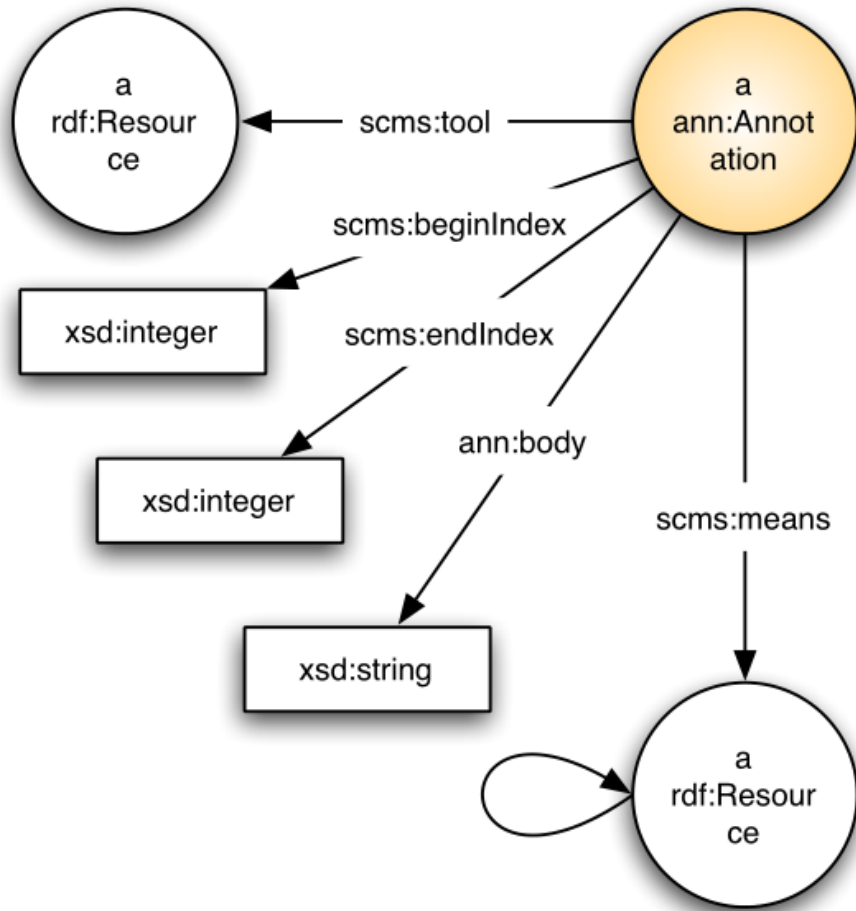 a
rdf:Resour
ce
a
ann:Annot
ation
scms:tool
scms:beginIndex
xsd:integer
scms:endIndex
ann:body
xsd:integer
scms:means
xsd:string
a
rdf:Resour
ce